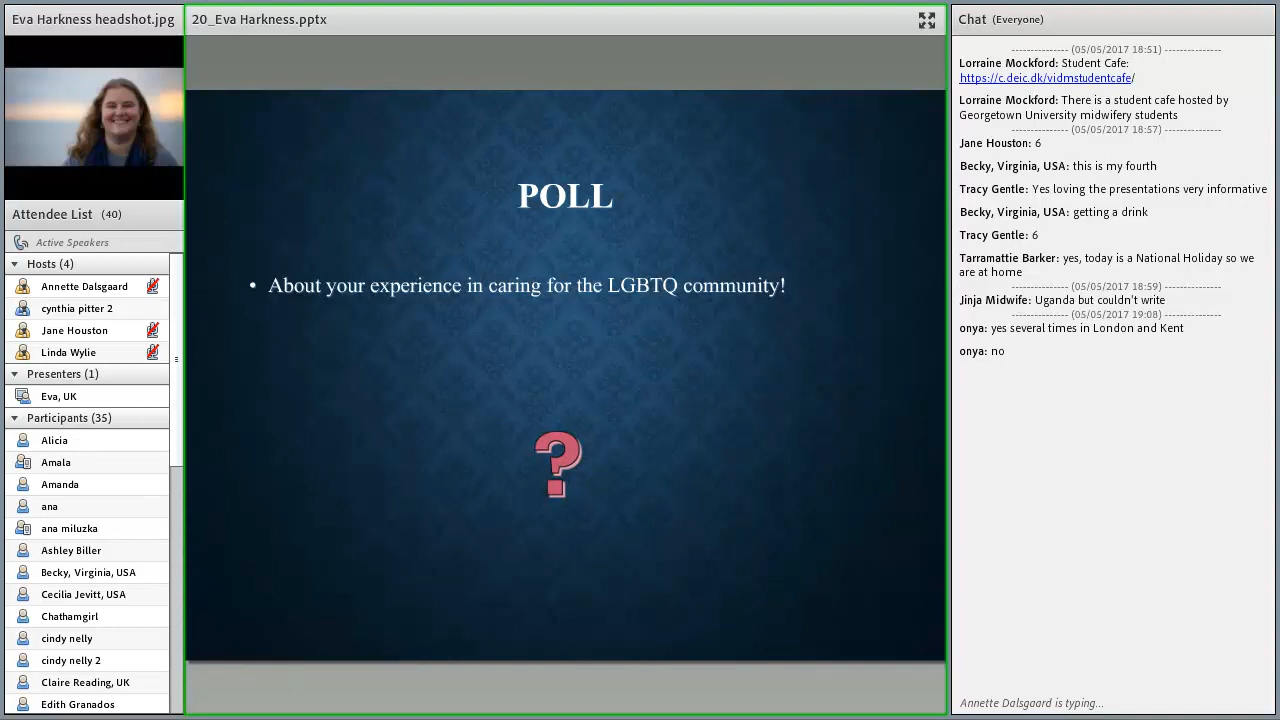 Eva Harkness headshot.jpg
Attendee List (40)
Active Speakers
Hosts (4)
Annette Dalsgaard
cynthia pitter 2
Jane Houston
Linda Wylie
Presenters (1)
Eva, UK
Participants (35)
Alicia
Amala
Amanda
ana
ana miluzka
Ashley Biller
Becky, Virginia, USA
Cecilia Jevitt, USA
Chathamgirl
cindy nelly
cindy nelly 2
Claire Reading, UK
Edith Granados
20_Eva Harkness.pptx
POLL
• About your experience in caring for the LGBTQ community!
?
Chat (Everyone)
--------------- (05/05/2017 18:51) ---------------
Lorraine Mockford: Student Cafe:
https://c.deic.dk/vidmstudentcafe/
Lorraine Mockford: There is a student cafe hosted by
Georgetown University midwifery students
--------------- (05/05/2017 18:57) ---------------
Jane Houston: 6
Becky, Virginia, USA: this is my fourth
Tracy Gentle: Yes loving the presentations very informative
Becky, Virginia, USA: getting a drink
Tracy Gentle: 6
Tarramattie Barker: yes, today is a National Holiday so we
are at home
--------------- (05/05/2017 18:59) ---------------
Jinja Midwife: Uganda but couldn't write
--------------- (05/05/2017 19:08) ---------------
onya: yes several times in London and Kent
onya: no
Annette Dalsgaard is typing...